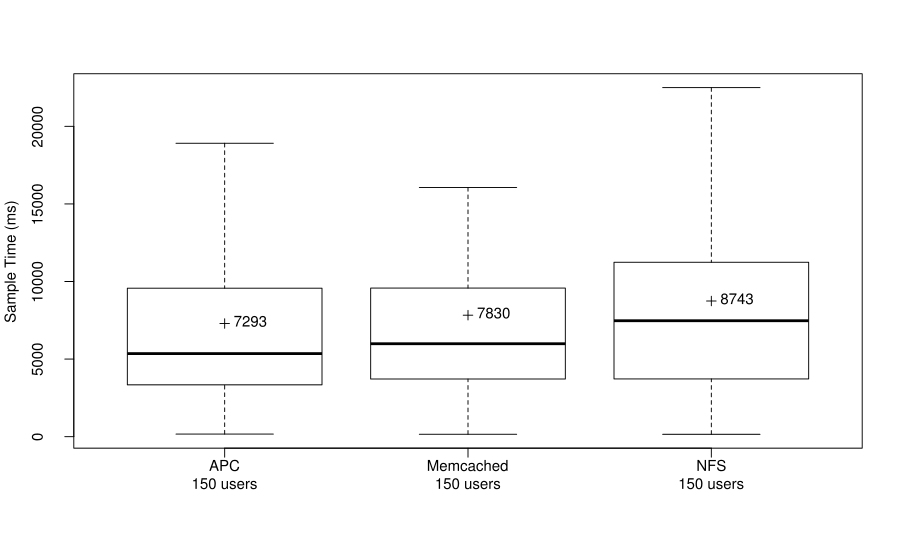 Sample Time (ms)
20000
15000
10000
5000
0
7293
7830
8743
APC
150 users
Memcached
150 users
NFS
150 users